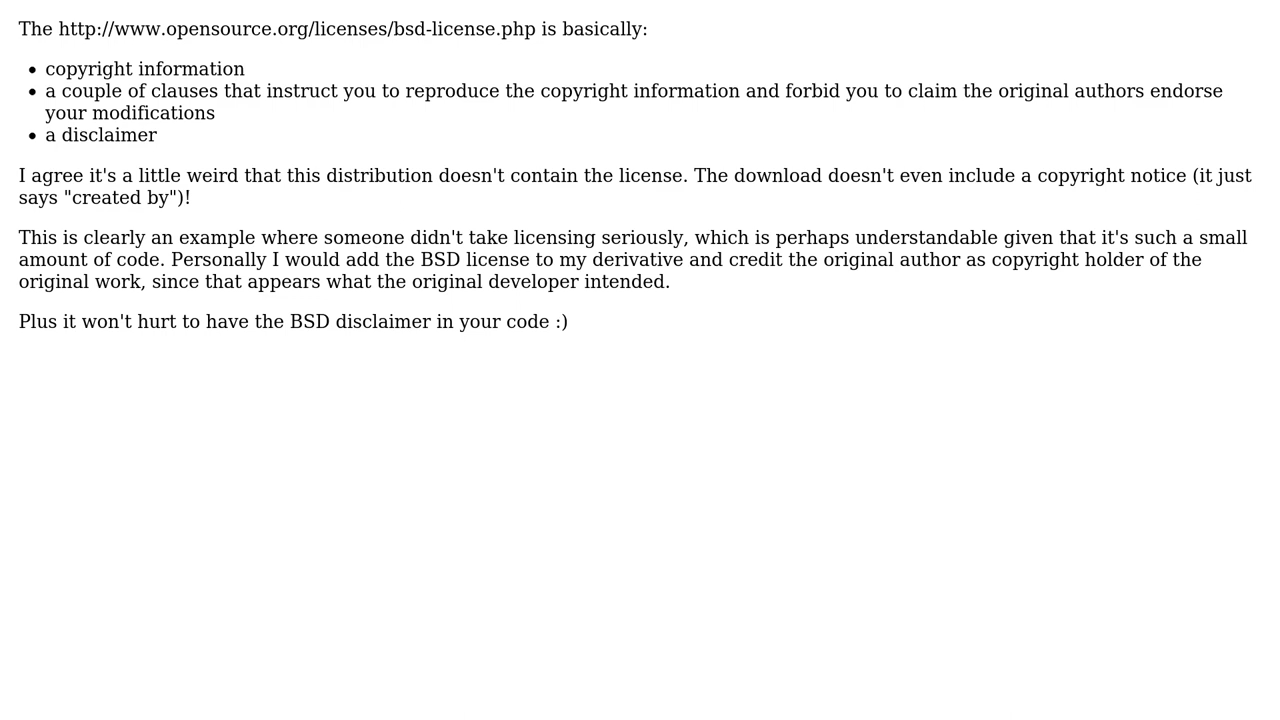 The http://www.opensource.org/licenses/bsd-license.php is basically:
• copyright information
• a couple of clauses that instruct you to reproduce the copyright information and forbid you to claim the original authors endorse
your modifications
• a disclaimer
I agree it's a little weird that this distribution doesn't contain the license. The download doesn't even include a copyright notice (it just
says "created by")!
This is clearly an example where someone didn't take licensing seriously, which is perhaps understandable given that it's such a small
amount of code. Personally I would add the BSD license to my derivative and credit the original author as copyright holder of the
original work, since that appears what the original developer intended.
Plus it won't hurt to have the BSD disclaimer in your code :)